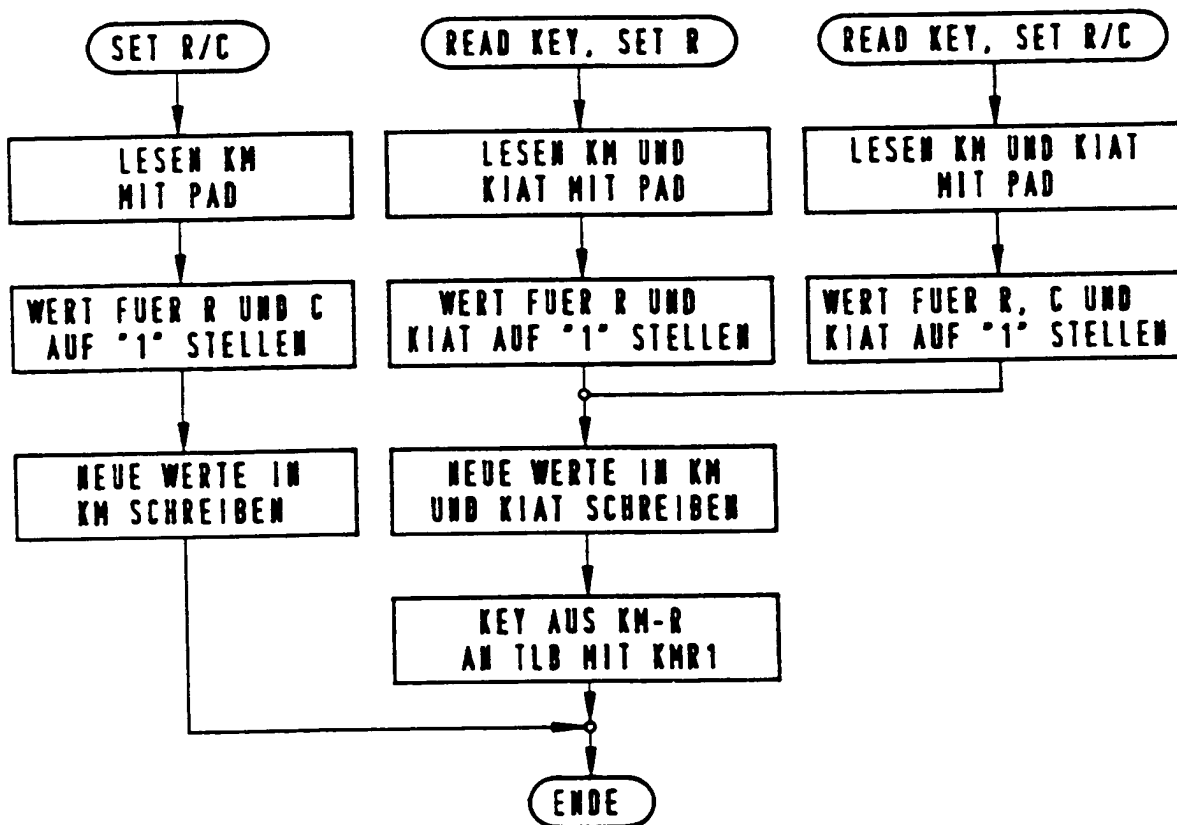 SET R/C
READ KEY, SET R
READ KEY, SET R/C
LESEN KM
MIT PAD
LESEN KM UND
KIAT MIT PAD
LESEN KM UND KIAT
MIT PAD
WERT FUER R UND C
AUF "1" STELLEN
WERT FUER R UND
KIAT AUF "1" STELLEN
WERT FUER R, C UND
KIAT AUF "1" STELLEN
NEUE WERTE IN
KM SCHREIBEN
NEUE WERTE IN KM
UND KIAT SCHREIBEN
KEY AUS KM-R
AN TLB MIT KMR1
ENDE